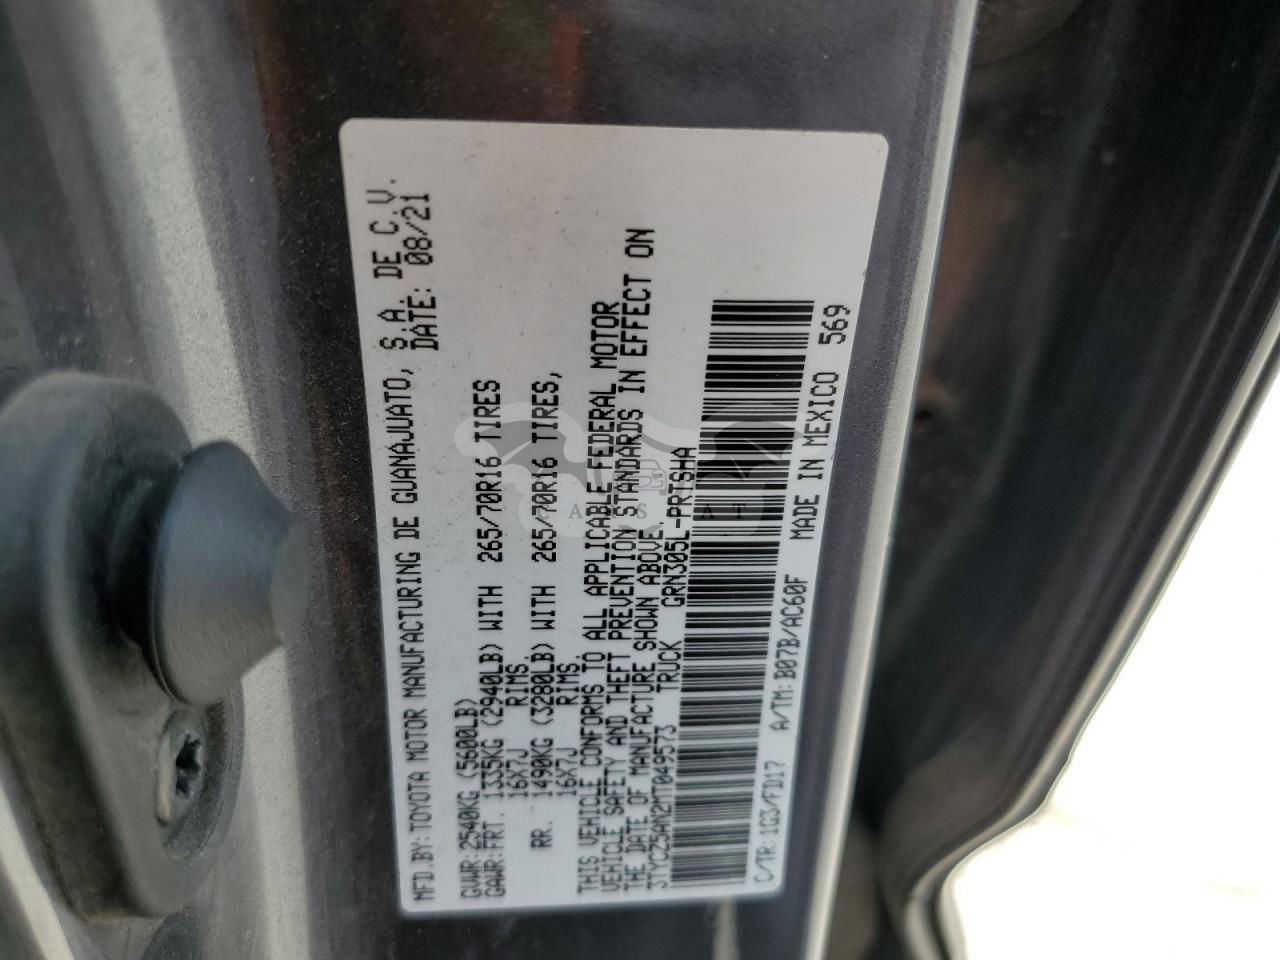 MFD.BY:TOYOTA MOTOR MANUFACTURING DE GUANAJUATO, S.A. DE C.V.
DATE: 08/21
GVWR:2540KG (5600LB)
GAWR:FRT. 1335KG (2940LB) WITH 265/70R16 TIRES
16X7J RIMS.
RR. 1490KG (3280LB) WITH 265/70R16 TIRES,
16X7J RIMS.
THIS VEHICLE CONFORMS TO ALL APPLICABLE FEDERAL MOTOR
VEHICLE SAFETY AND THEFT PREVENTION STANDARDS IN EFFECT ON
THE DATE OF MANUFACTURE SHOWN ABOVE.
3TYCZ5AN2MT049573 TRUCK GRN305L-PRTSHA
C/TR:1G3/FD17 A/TM:B07B/AC60F MADE IN MEXICO 569